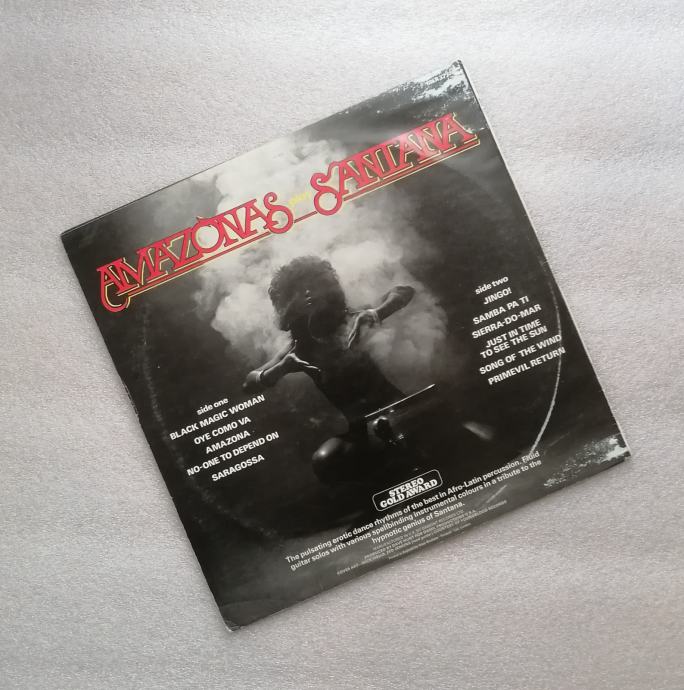 AMAZONAS plays SANTANA
side one
BLACK MAGIC WOMAN
OYE COMO VA
AMAZONA
NO-ONE TO DEPEND ON
SARAGOSSA
side two
JINGO!
SAMBA PA TI
SIERRA-DO-MAR
JUST IN TIME
TO SEE THE SUN
SONG OF THE WIND
PRIMEVIL RETURN
STEREO
GOLD AWARD
The pulsating erotic dance rhythms of the best in Afro-Latin percussion. Fluid
guitar solos with various spellbinding instrumental colours in a tribute to the
hypnotic genius of Santana.